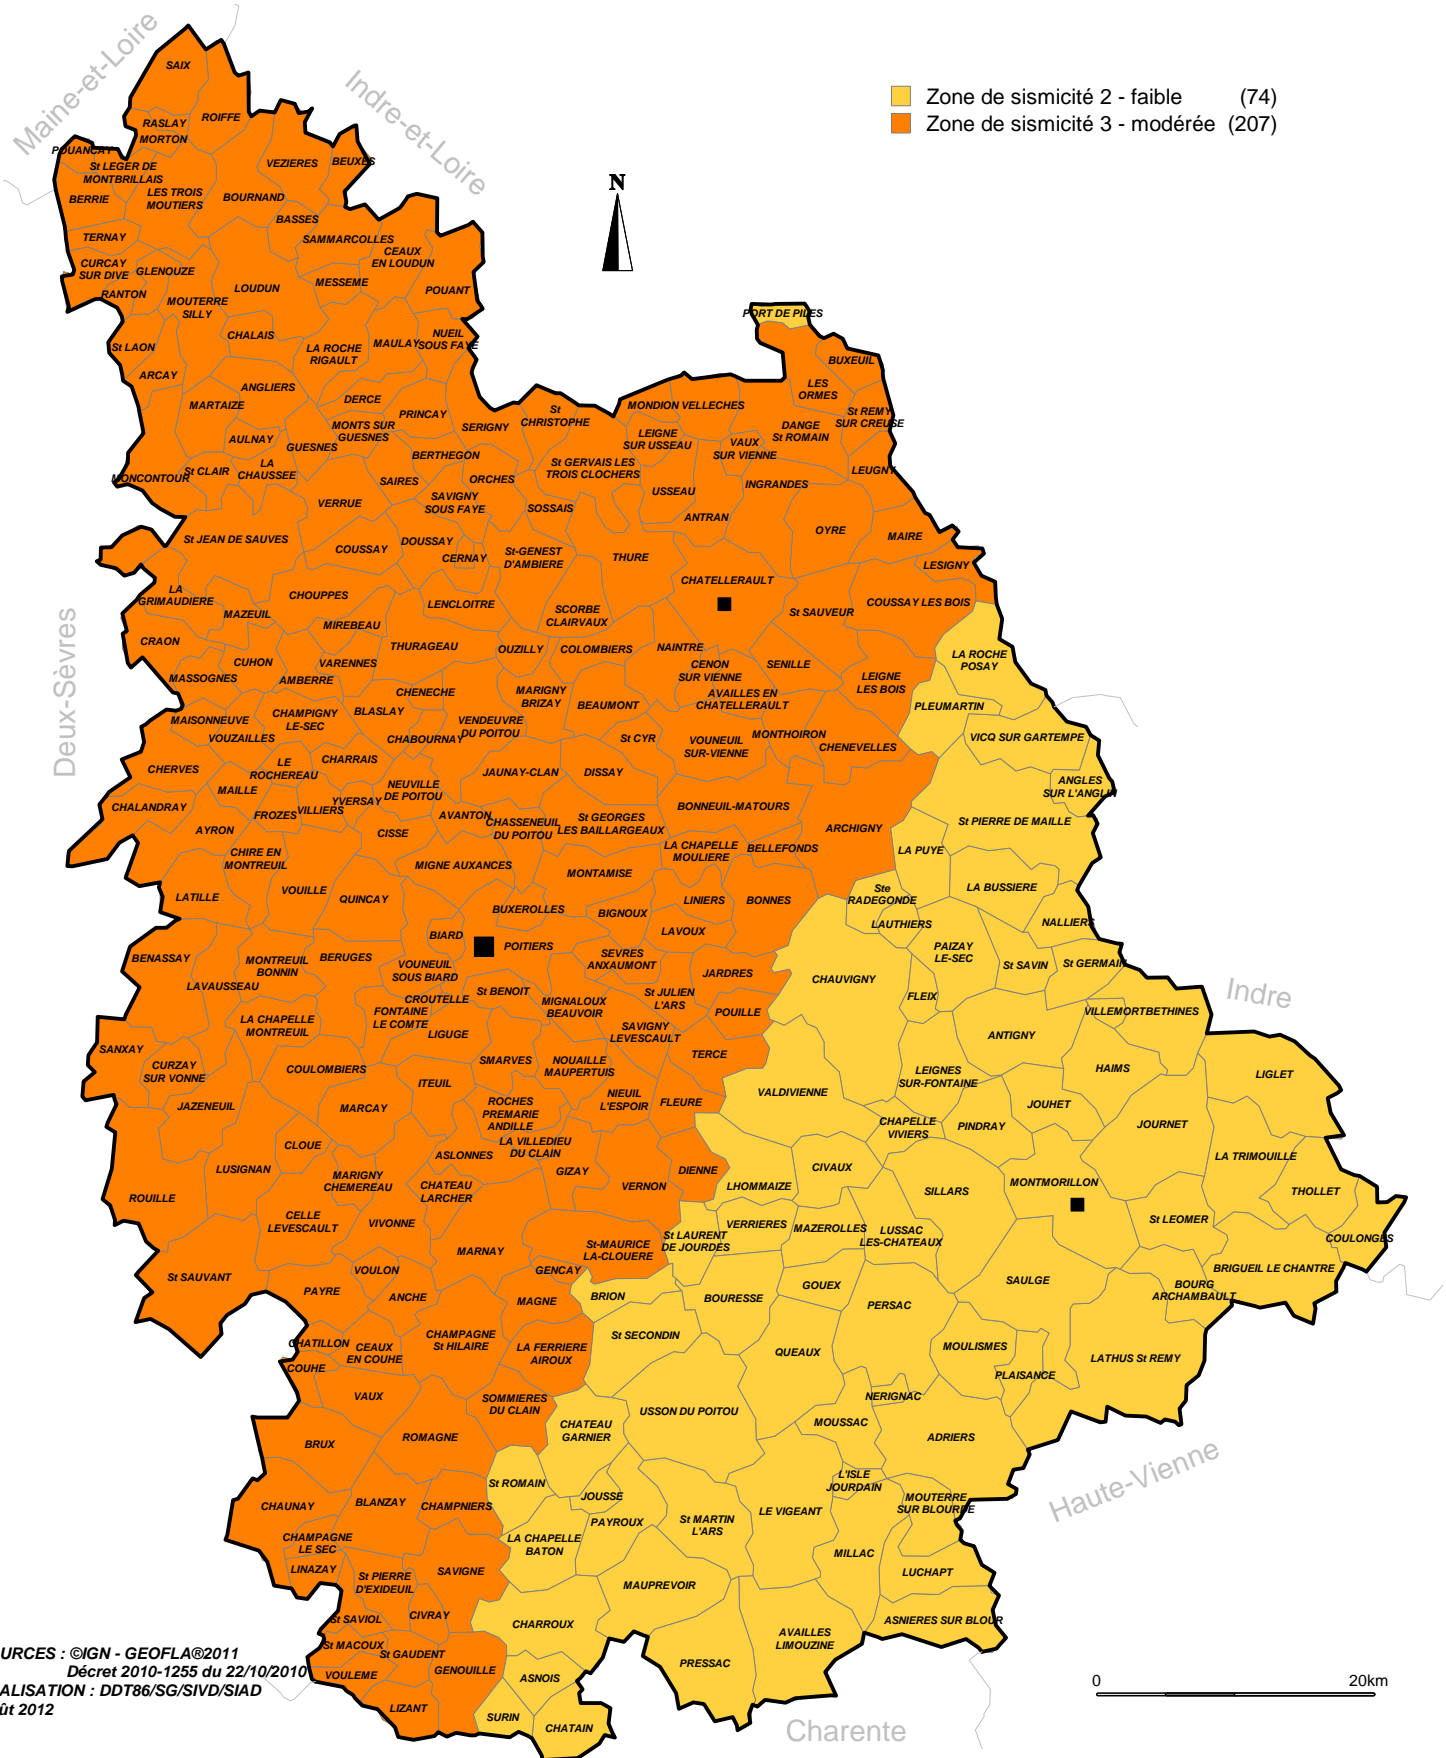 Maine-et-Loire
Indre-et-Loire
Zone de sismicité 2 - faible (74)
Zone de sismicité 3 - modérée (207)
N
SAIX
RASLAY
ROIFFE
MORTON
POUANCAY
St LEGER DE
MONTBRILLAIS
VEZIERES
BEUXES
BERRIE
LES TROIS
MOUTIERS
BOURNAND
BASSES
TERNAY
SAMMARCOLLES
CEAUX
EN LOUDUN
CURCAY
SUR DIVE
GLENOUZE
RANTON
MOUTERRE
SILLY
LOUDUN
MESSEME
POUANT
PORT DE PILES
St LAON
CHALAIS
LA ROCHE
RIGAULT
MAULAY
NUEIL
SOUS FAYE
BUXEUIL
ARCAY
ANGLIERS
LES
ORMES
MARTAIZE
DERCE
MONTS SUR
GUESNES
PRINCAY
SERIGNY
St
CHRISTOPHE
MONDION
VELLECHES
St REMY
SUR CREUSE
AULNAY
GUESNES
BERTHEGON
LEIGNE
SUR USSEAU
VAUX
SUR VIENNE
DANGE
St ROMAIN
MONCONTOUR
St CLAIR
LA
CHAUSSEE
SAIRES
ORCHES
St GERVAIS LES
TROIS CLOCHERS
LEUGNY
VERRUE
SAVIGNY
SOUS FAYE
SOSSAIS
USSEAU
INGRANDES
ANTRAN
OYRE
MAIRE
St JEAN DE SAUVES
COUSSAY
DOUSSAY
CERNAY
St-GENEST
D'AMBIERE
THURE
LESIGNY
CHATELLERAULT
LA
GRIMAUDIERE
CHOUPPES
MAZEUIL
MIREBEAU
LENCLOITRE
SCORBE
CLAIRVAUX
St SAUVEUR
COUSSAY LES BOIS
Deux-Sèvres
CRAON
CUHON
VARENNES
THURAGEAU
OUZILLY
COLOMBIERS
NAINTRE
CENON
SUR VIENNE
SENILLE
LA ROCHE
POSAY
MASSOGNES
AMBERRE
CHENECHE
MARIGNY
BRIZAY
BEAUMONT
AVAILLES EN
CHATELLERAULT
LEIGNE
LES BOIS
PLEUMARTIN
MAISONNEUVE
CHAMPIGNY
LE-SEC
BLASLAY
VOUZAILLES
CHABOURNAY
VENDEUVRE
DU POITOU
St CYR
VOUNEUIL
SUR-VIENNE
MONTHOIRON
CHENEVELLES
VICQ SUR GARTEMPE
CHERVES
LE
ROCHEREAU
CHARRAIS
JAUNAY-CLAN
DISSAY
ANGLES
SUR L'ANGLIN
CHALANDRAY
MAILLE
FROZES
VILLIERS
YVERSAY
NEUVILLE
DE POITOU
AVANTON
CHASSENEUIL
DU POITOU
St GEORGES
LES BAILLARGEAUX
BONNEUIL-MATOURS
St PIERRE DE MAILLE
AYRON
CISSE
ARCHIGNY
CHIRE EN
MONTREUIL
MIGNE AUXANCES
MONTAMISE
LA CHAPELLE
MOULIERE
BELLEFONDS
LA PUYE
LATILLE
VOUILLE
QUINCAY
BUXEROLLES
BIGNOUX
LINIERS
BONNES
Ste
RADEGONDE
LA BUSSIERE
BIARD
POITIERS
LAVOUX
LAUTHIERS
NALLIERS
BENASSAY
LAVAUSSEAU
MONTREUIL
BONNIN
BERUGES
VOUNEUIL
SOUS BIARD
SEVRES
ANXAUMONT
JARDRES
CHAUVIGNY
PAIZAY
LE-SEC
St SAVIN
St GERMAIN
Indre
St BENOIT
CROUTELLE
FONTAINE
LE COMTE
MIGNALOUX
BEAUVOIR
St JULIEN
L'ARS
POUILLE
FLEIX
VILLEMORT
BETHINES
LA CHAPELLE
MONTREUIL
LIGUGE
SAVIGNY
LEVESCAULT
ANTIGNY
SANXAY
CURZAY
SUR VONNE
COULOMBIERS
SMARVES
NOUAILLE
MAUPERTUIS
TERCE
HAIMS
LIGLET
JAZENEUIL
MARCAY
ITEUIL
ROCHES
PREMARIE
ANDILLE
NIEUIL
L'ESPOIR
FLEURE
VALDIVIENNE
LEIGNES
SUR-FONTAINE
JOUHET
CLOUE
ASLONNES
LA VILLEDIEU
DU CLAIN
CHAPELLE
VIVIERS
PINDRAY
JOURNET
LUSIGNAN
MARIGNY
CHEMEREAU
CHATEAU
LARCHER
GIZAY
VERNON
DIENNE
LHOMMAIZE
CIVAUX
SILLARS
MONTMORILLON
LA TRIMOUILLE
ROUILLE
THOLLET
CELLE
LEVESCAULT
VIVONNE
MARNAY
St-MAURICE
LA-CLOUERE
St LAURENT
DE JOURDES
VERRIERES
MAZEROLLES
LUSSAC
LES-CHATEAUX
St LEOMER
COULONGES
St SAUVANT
VOULON
GENCAY
BRIGUEIL LE CHANTRE
PAYRE
ANCHE
MAGNE
BRION
BOURESSE
GOUEX
PERSAC
SAULGE
BOURG
ARCHAMBAULT
CHATILLON
COUHE
CEAUX
EN COUHE
CHAMPAGNE
St HILAIRE
LA FERRIERE
AIROUX
St SECONDIN
QUEAUX
MOULISMES
PLAISANCE
LATHUS St REMY
VAUX
SOMMIERES
DU CLAIN
USSON DU POITOU
NERIGNAC
BRUX
ROMAGNE
CHATEAU
GARNIER
MOUSSAC
ADRIERS
Haute-Vienne
CHAUNAY
BLANZAY
CHAMPNIERS
St ROMAIN
JOUSSE
L'ISLE
JOURDAIN
MOUTERRE
SUR BLOURDE
CHAMPAGNE
LE SEC
LA CHAPELLE
BATON
PAYROUX
St MARTIN
L'ARS
LE VIGEANT
LINAZAY
St PIERRE
D'EXIDEUIL
SAVIGNE
MILLAC
LUCHAPT
MAUPREVOIR
St SAVIOL
CIVRAY
CHARROUX
AVAILLES
LIMOUZINE
ASNIERES SUR BLOUR
St MACOUX
St GAUDENT
VOULEME
GENOUILLE
ASNOIS
PRESSAC
LIZANT
SURIN
CHATAIN
Charente
0 20km
URCES : ©IGN - GEOFLA®2011
Décret 2010-1255 du 22/10/2010
ALISATION : DDT86/SG/SIVD/SIAD
ût 2012